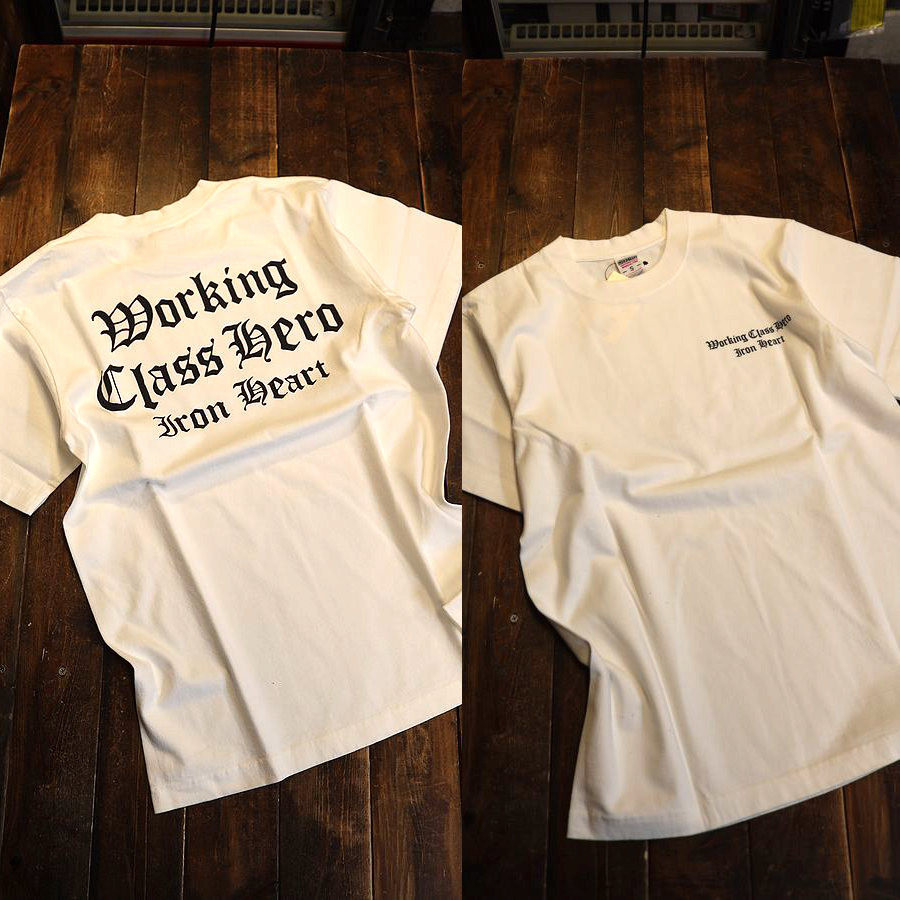 Working
Class Hero
Iron Heart
Working Class Hero
Iron Heart